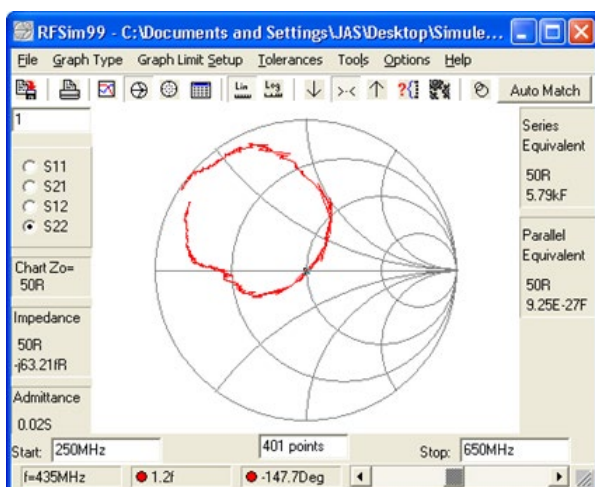 RFSim99 - C:\Documents and Settings\JAS\Desktop\Simule...
File Graph Type Graph Limit Setup Tolerances Tools Options Help
Lin Log ?{ Auto Match
1
S11
S21
S12
S22
Chart Zo=
50R
Impedance
50R
-j63.21fR
Admittance
0.02S
Series
Equivalent
50R
5.79kF
Parallel
Equivalent
50R
9.25E-27F
Start: 250MHz 401 points Stop: 650MHz
f=435MHz 1.2f -147.7Deg